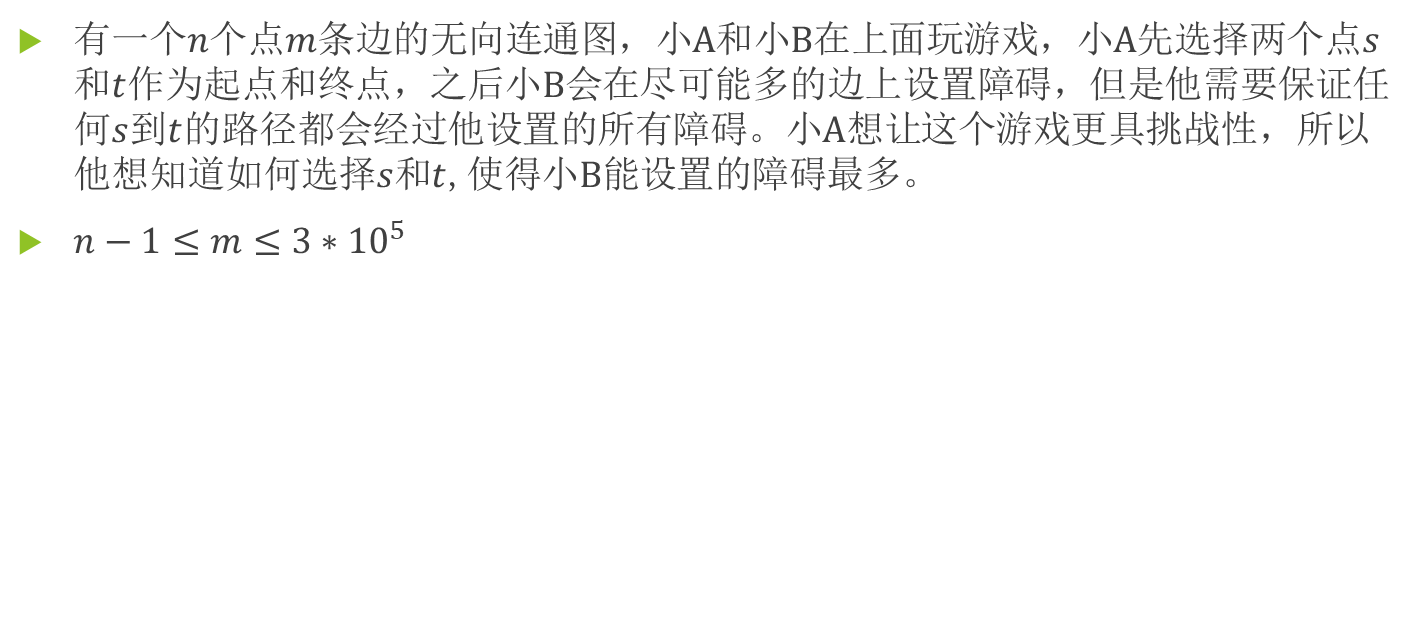 有一个n个点m条边的无向连通图，小A和小B在上面玩游戏，小A先选择两个点s
和t作为起点和终点，之后小B会在尽可能多的边上设置障碍，但是他需要保证任
何s到t的路径都会经过他设置的所有障碍。小A想让这个游戏更具挑战性，所以
他想知道如何选择s和t, 使得小B能设置的障碍最多。
n − 1 ≤ m ≤ 3 ∗ 10⁵